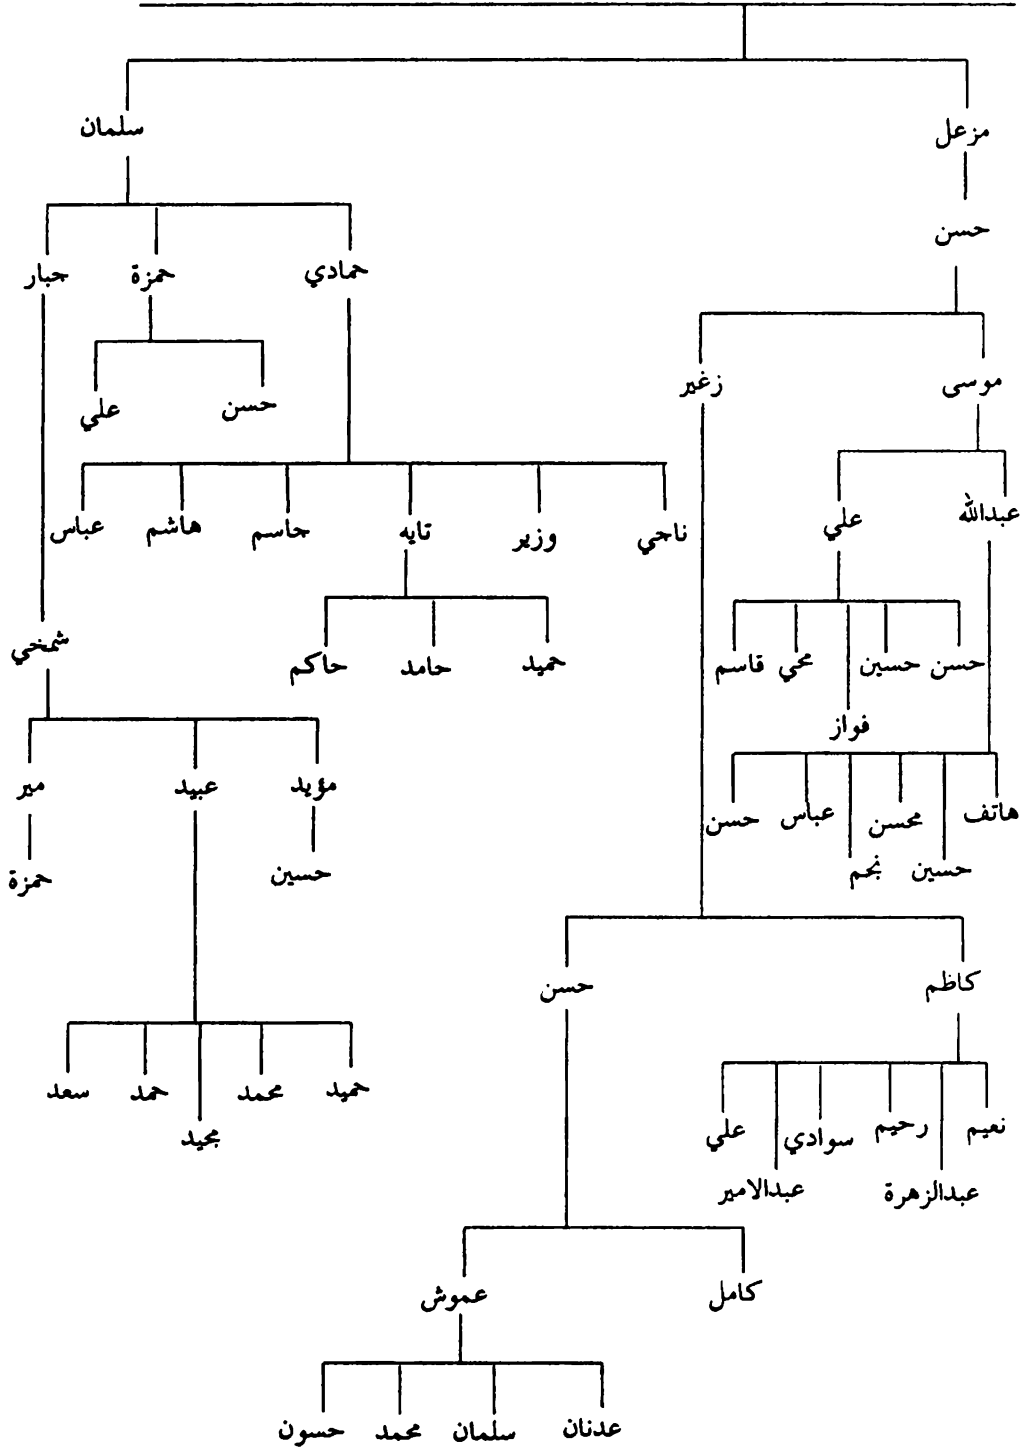 مزعل سلمان
حسن
حمادي حمزة جبار
موسى زغير
حسن علي
عبدالله علي
ناجي وزير تايه جاسم هاشم عباس
شمخي
حسن حسين محي قاسم
حميد حامد حاكم
فواز
مؤيد عبيد مير
هاتف محسن عباس حسن
حسين نجم
حسين حمزة
كاظم حسن
حميد محمد حمد سعد
مجيد
نعيم رحيم سوادي علي
عبدالزهرة عبدالامير
كامل عموش
عدنان سلمان محمد حسون